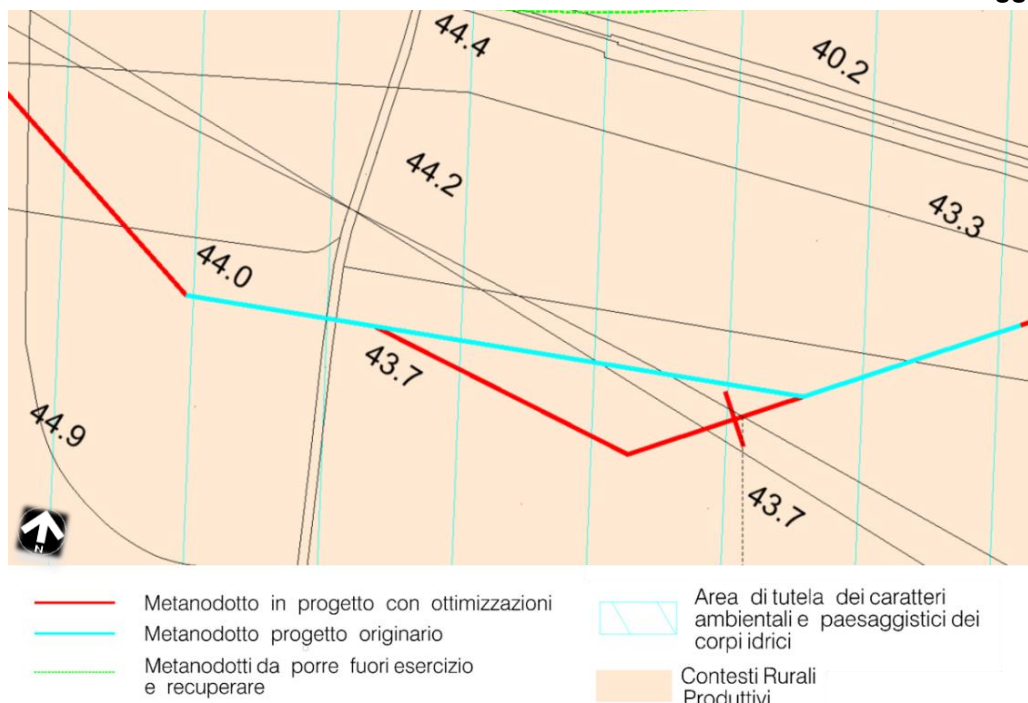 44.4
40.2
44.2
43.3
44.0
43.7
44.9
43.7
N
Metanodotto in progetto con ottimizzazioni
Metanodotto progetto originario
Metanodotti da porre fuori esercizio
e recuperare
Area di tutela dei caratteri
ambientali e paesaggistici dei
corpi idrici
Contesti Rurali
Produttivi